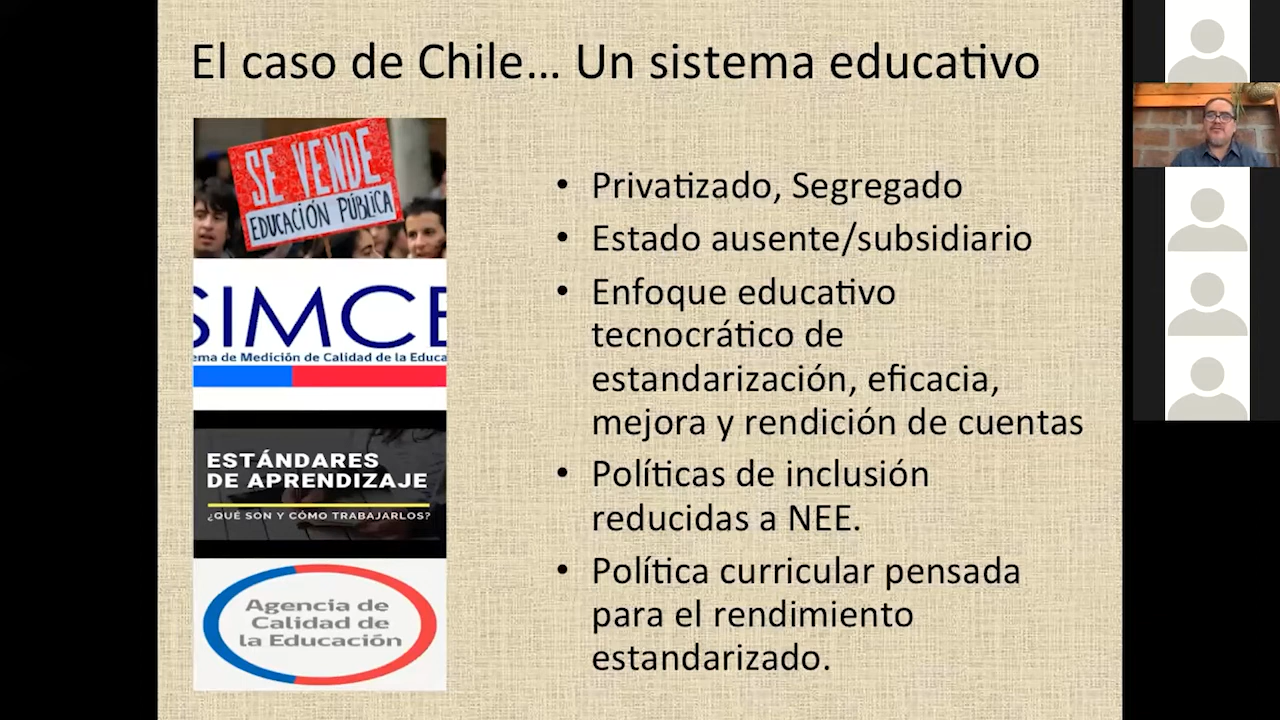 El caso de Chile... Un sistema educativo
SE VENDE
EDUCACIÓN PÚBLICA
SIMCE
ema de Medición de Calidad de la Educa
ESTÁNDARES
DE APRENDIZAJE
¿QUÉ SON Y CÓMO TRABAJARLOS?
Agencia de
Calidad de
la Educación
• Privatizado, Segregado
• Estado ausente/subsidiario
• Enfoque educativo
tecnocrático de
estandarización, eficacia,
mejora y rendición de cuentas
• Políticas de inclusión
reducidas a NEE.
• Política curricular pensada
para el rendimiento
estandarizado.